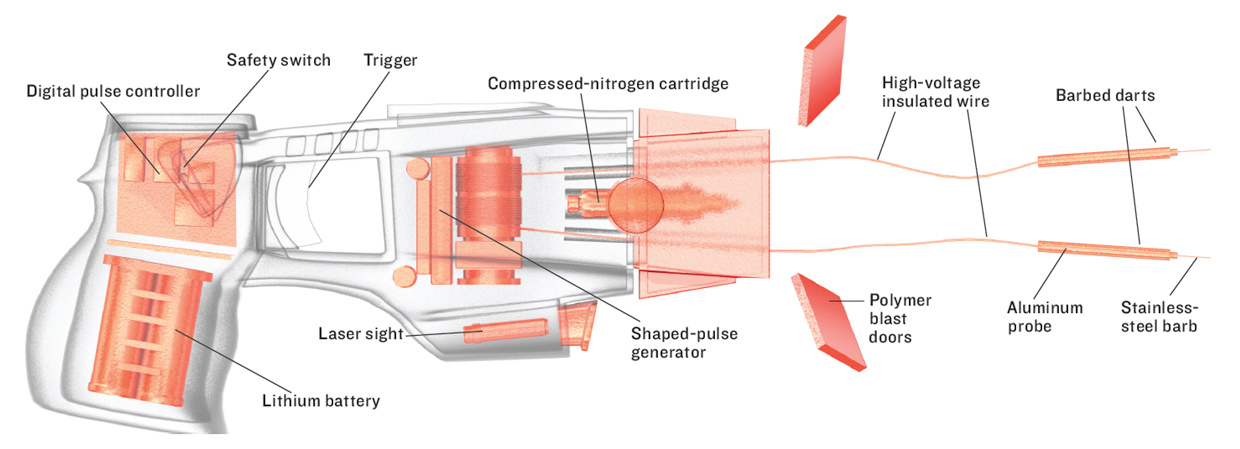 Safety switch
Trigger
Digital pulse controller
Compressed-nitrogen cartridge
High-voltage
insulated wire
Barbed darts
Laser sight
Shaped-pulse
generator
Polymer
blast
doors
Aluminum
probe
Stainless-
steel barb
Lithium battery